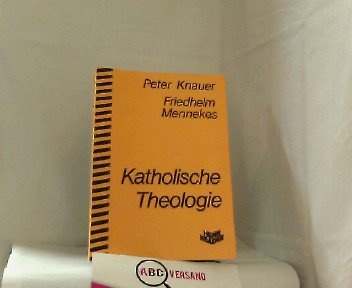 Peter Knauer
Friedhelm
Mennekes
Katholische
Theologie
ABC VERSAND